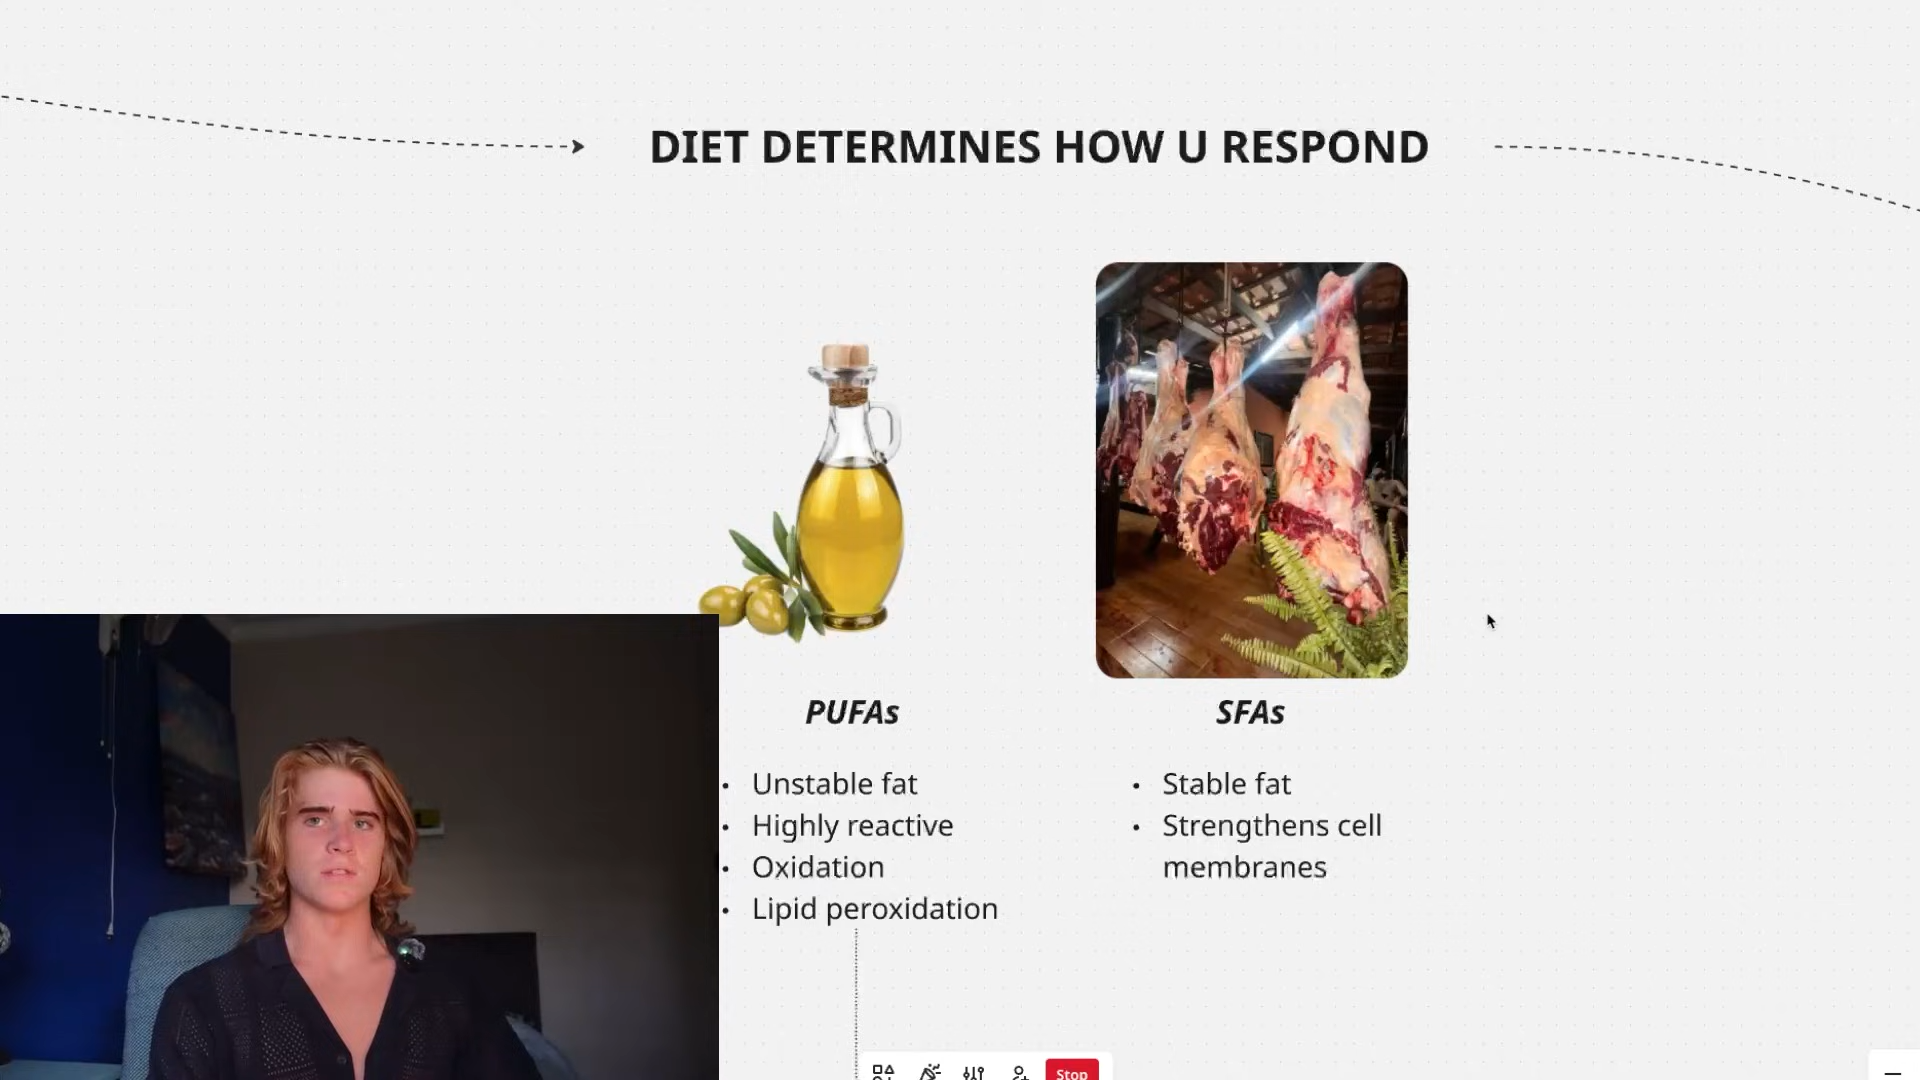 DIET DETERMINES HOW U RESPOND
PUFAs
• Unstable fat
• Highly reactive
• Oxidation
• Lipid peroxidation
SFAs
• Stable fat
• Strengthens cell
membranes
Stop